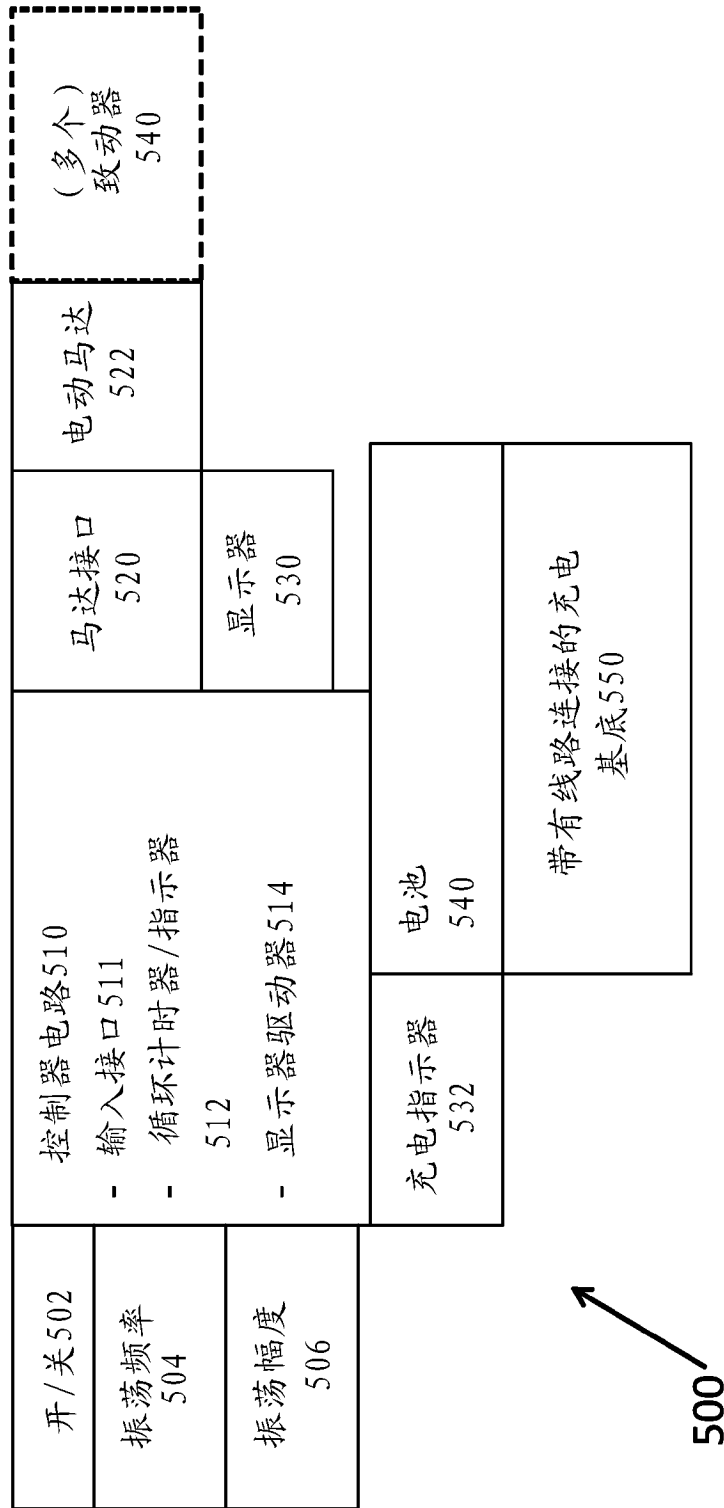 开/关502
振荡频率
504
振荡幅度
506
控制器电路510
- 输入接口511
- 循环计时器/指示器
512
- 显示器驱动器514
马达接口
520
电动马达
522
(多个)
致动器
540
显示器
530
充电指示器
532
电池
540
带有线路连接的充电
基底550
500